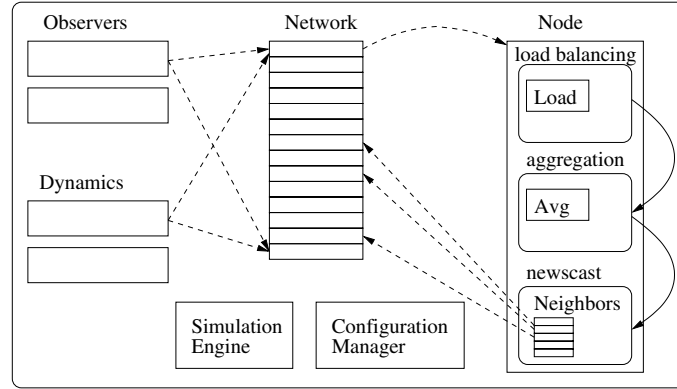 Observers
Network
Node
load balancing
Load
aggregation
Dynamics
Avg
newscast
Neighbors
Simulation
Engine
Configuration
Manager